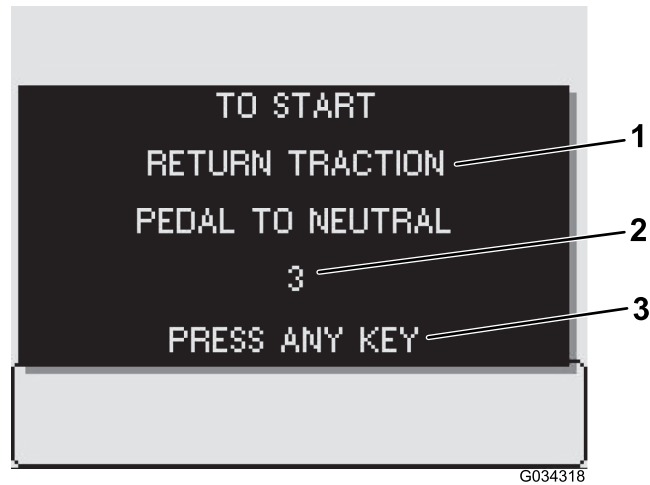 TO START
RETURN TRACTION
1
PEDAL TO NEUTRAL
2
3
PRESS ANY KEY
3
G034318